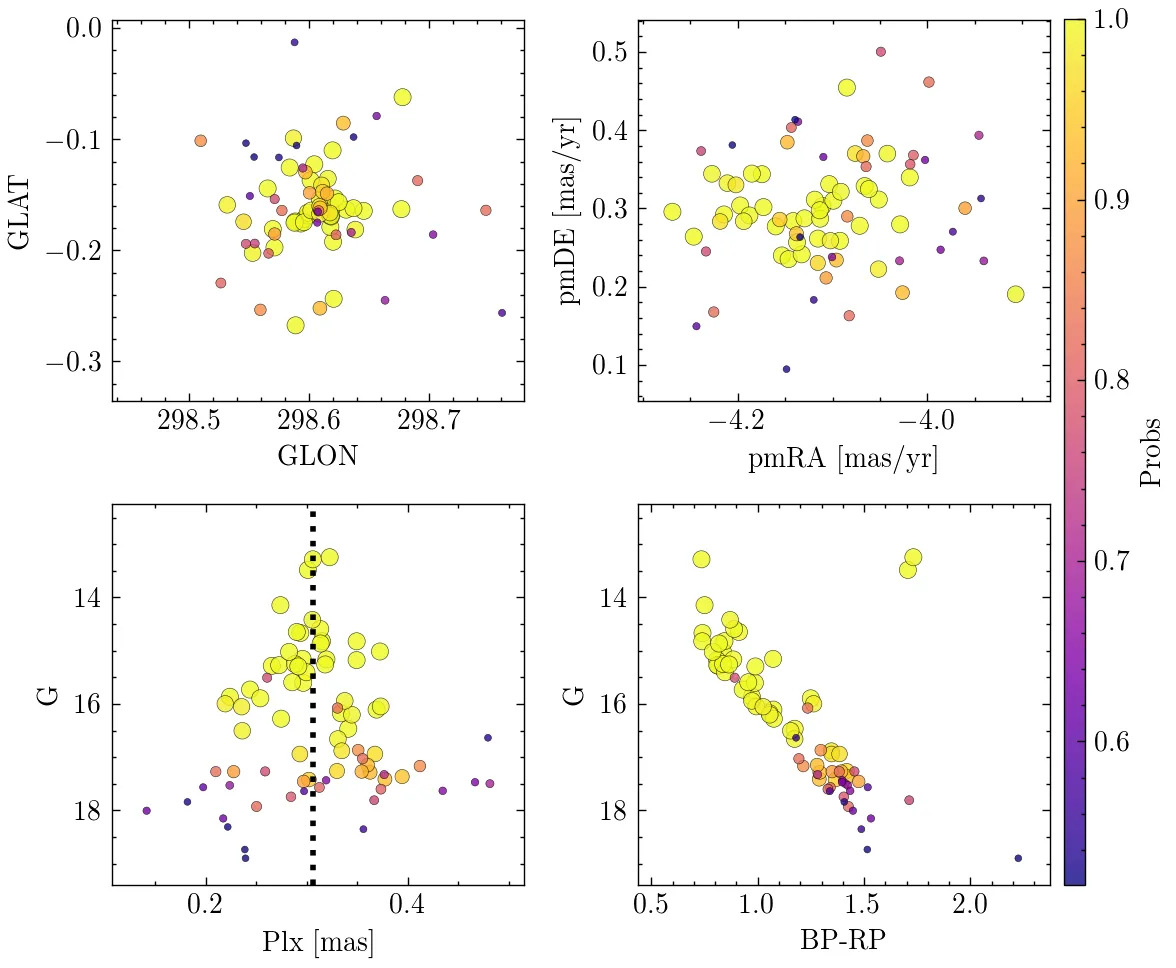 0.0
−0.1
−0.2
−0.3
GLAT
298.5 298.6 298.7
GLON
0.5
0.4
0.3
0.2
0.1
pmDE [mas/yr]
−4.2 −4.0
pmRA [mas/yr]
14
16
18
G
0.2 0.4
Plx [mas]
14
16
18
G
0.5 1.0 1.5 2.0
BP-RP
1.0
0.9
0.8
0.7
0.6
Probs